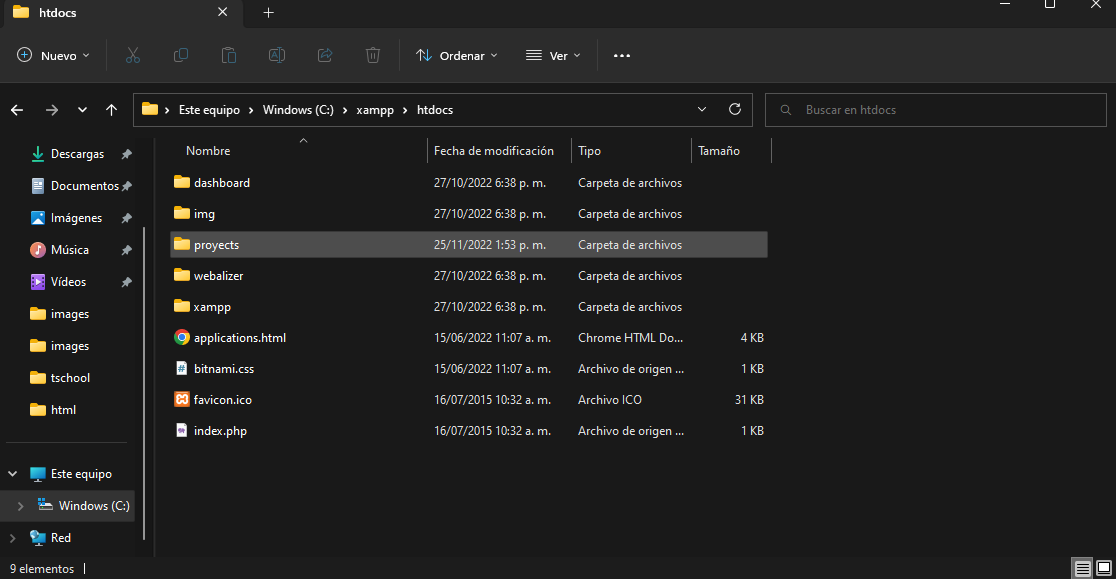 htdocs
Nuevo Ordenar Ver
Este equipo Windows (C:) xampp htdocs Buscar en htdocs
Nombre Fecha de modificación Tipo Tamaño
Descargas
Documentos
Imágenes
Música
Vídeos
images
images
tschool
html
Este equipo
Windows (C:)
Red
dashboard 27/10/2022 6:38 p. m. Carpeta de archivos
img 27/10/2022 6:38 p. m. Carpeta de archivos
proyects 25/11/2022 1:53 p. m. Carpeta de archivos
webalizer 27/10/2022 6:38 p. m. Carpeta de archivos
xampp 27/10/2022 6:38 p. m. Carpeta de archivos
applications.html 15/06/2022 11:07 a. m. Chrome HTML Do... 4 KB
bitnami.css 15/06/2022 11:07 a. m. Archivo de origen ... 1 KB
favicon.ico 16/07/2015 10:32 a. m. Archivo ICO 31 KB
index.php 16/07/2015 10:32 a. m. Archivo de origen ... 1 KB
9 elementos